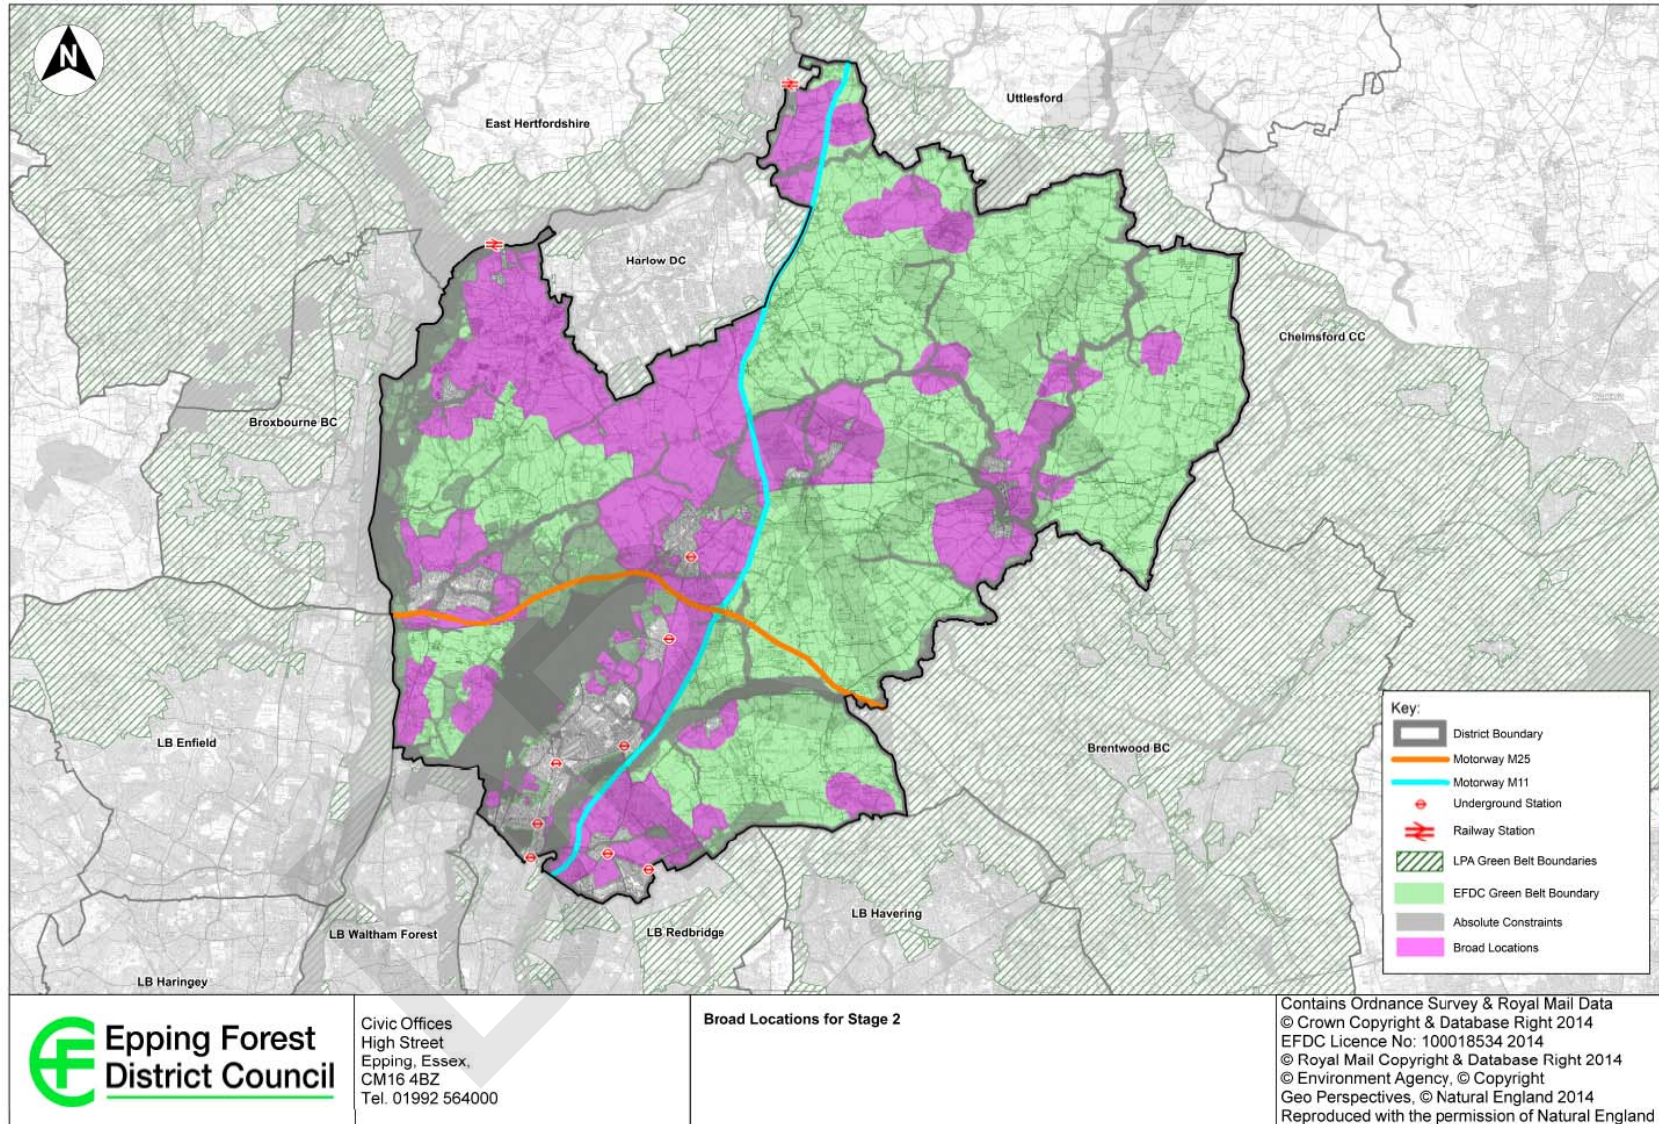 N
Uttlesford
East Hertfordshire
Harlow DC
Chelmsford CC
Broxbourne BC
LB Enfield
Brentwood BC
LB Havering
LB Waltham Forest
LB Redbridge
LB Haringey
Key:
District Boundary
Motorway M25
Motorway M11
Underground Station
Railway Station
LPA Green Belt Boundaries
EFDC Green Belt Boundary
Absolute Constraints
Broad Locations
DRAFT
Epping Forest
District Council
Civic Offices
High Street
Epping, Essex,
CM16 4BZ
Tel. 01992 564000
Broad Locations for Stage 2
Contains Ordnance Survey & Royal Mail Data
© Crown Copyright & Database Right 2014
EFDC Licence No: 100018534 2014
© Royal Mail Copyright & Database Right 2014
© Environment Agency, © Copyright
Geo Perspectives, © Natural England 2014
Reproduced with the permission of Natural England